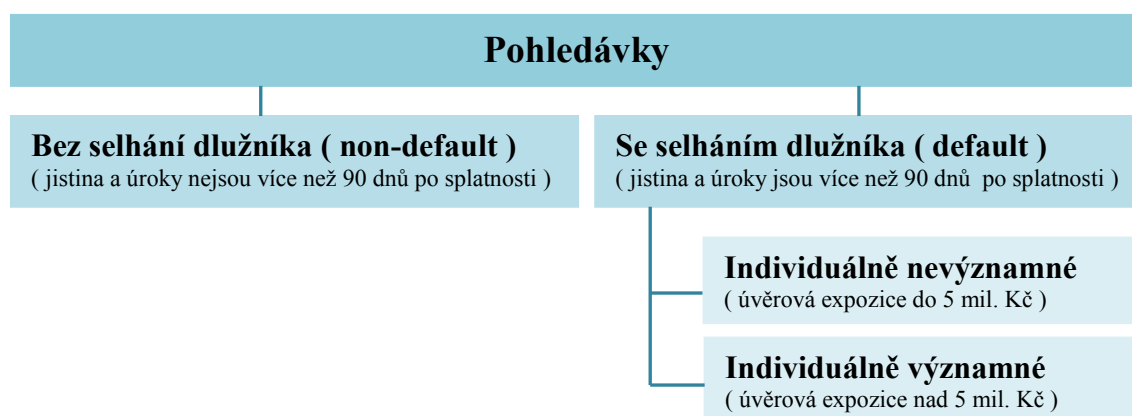 Pohledávky
Bez selhání dlužníka ( non-default )
( jistina a úroky nejsou více než 90 dnů po splatnosti )
Se selháním dlužníka ( default )
( jistina a úroky jsou více než 90 dnů po splatnosti )
Individuálně nevýznamné
( úvěrová expozice do 5 mil. Kč )
Individuálně významné
( úvěrová expozice nad 5 mil. Kč )